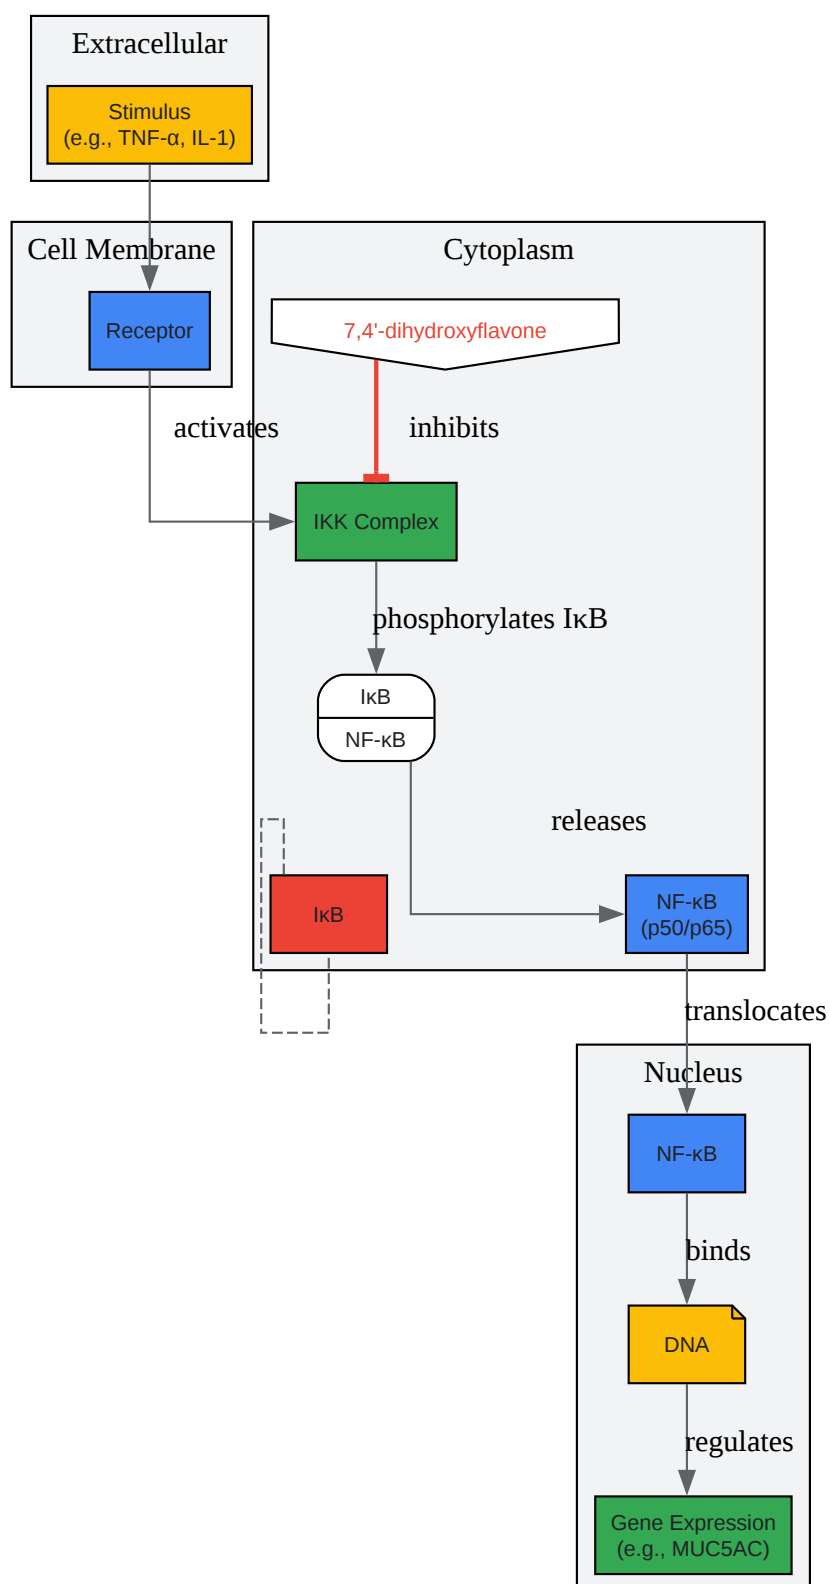 Extracellular
Stimulus
(e.g., TNF-α, IL-1)
Cell Membrane
Receptor
Cytoplasm
7,4'-dihydroxyflavone
activates
inhibits
IKK Complex
phosphorylates IκB
IκB
NF-κB
releases
IκB
NF-κB
(p50/p65)
translocates
Nucleus
NF-κB
binds
DNA
regulates
Gene Expression
(e.g., MUC5AC)